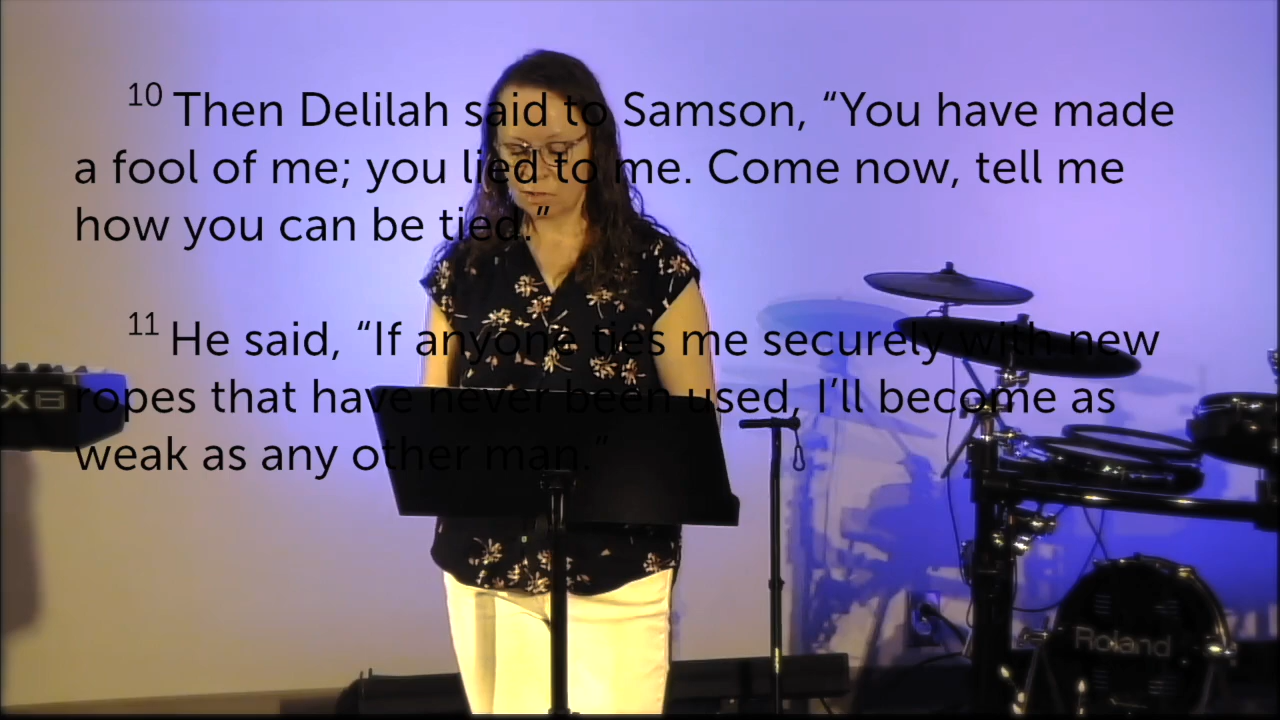 10 Then Delilah said to Samson, “You have made
a fool of me; you lied to me. Come now, tell me
how you can be tied.”
11 He said, “If anyone ties me securely with new
ropes that have never been used, I’ll become as
weak as any other man.”
X6
Roland